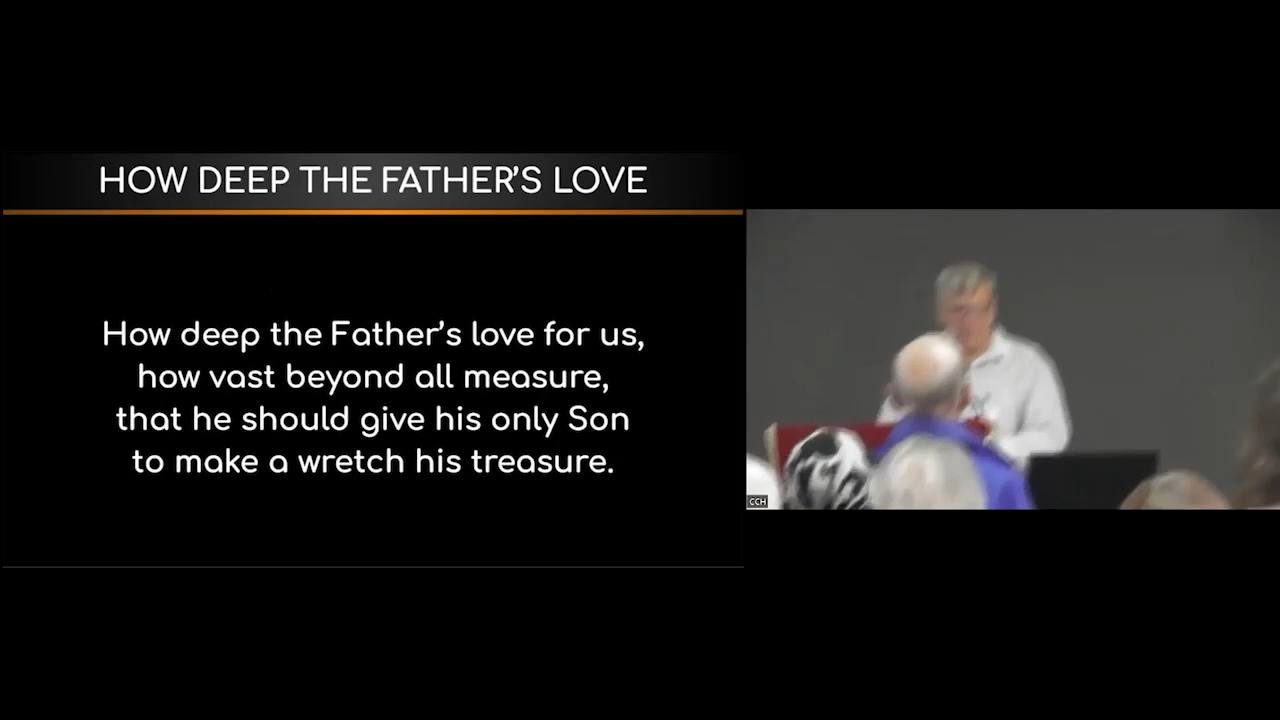 HOW DEEP THE FATHER'S LOVE
How deep the Father's love for us,
how vast beyond all measure,
that he should give his only Son
to make a wretch his treasure.
CCH